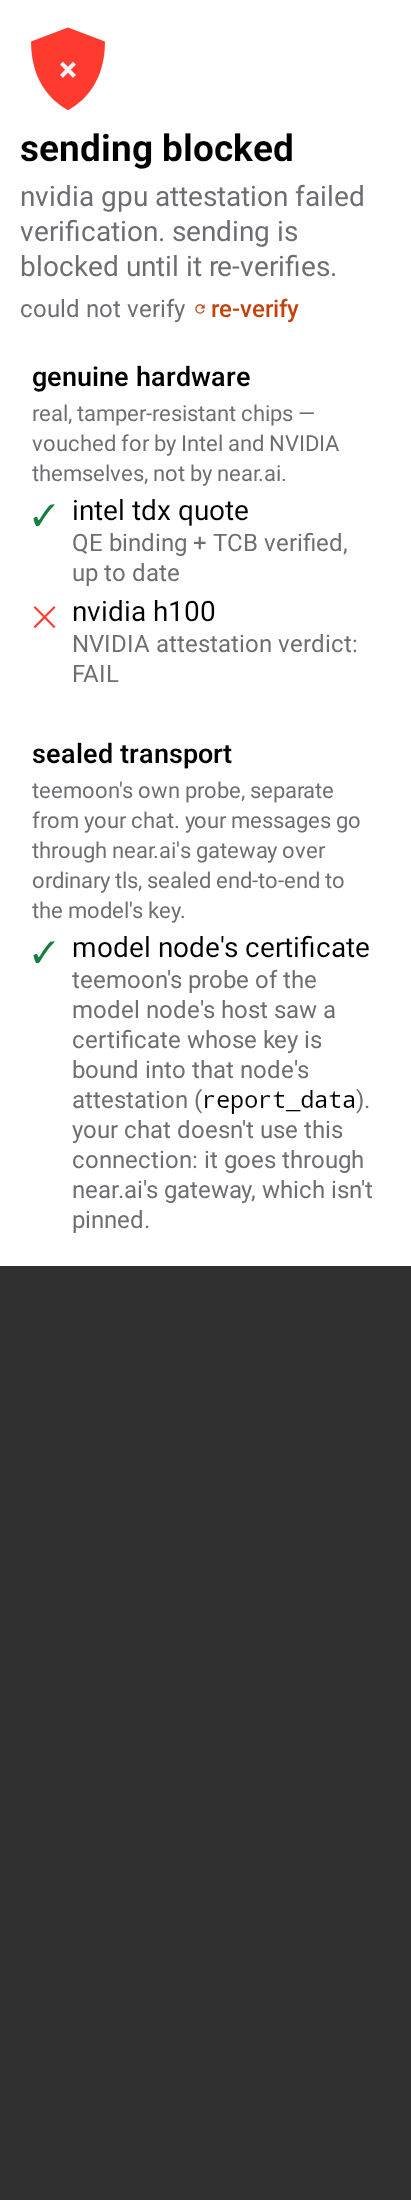 sending blocked
nvidia gpu attestation failed
verification. sending is
blocked until it re-verifies.
could not verify re-verify
genuine hardware
real, tamper-resistant chips —
vouched for by Intel and NVIDIA
themselves, not by near.ai.
intel tdx quote
QE binding + TCB verified,
up to date
nvidia h100
NVIDIA attestation verdict:
FAIL
sealed transport
teemoon's own probe, separate
from your chat. your messages go
through near.ai's gateway over
ordinary tls, sealed end-to-end to
the model's key.
model node's certificate
teemoon's probe of the
model node's host saw a
certificate whose key is
bound into that node's
attestation (report_data).
your chat doesn't use this
connection: it goes through
near.ai's gateway, which isn't
pinned.